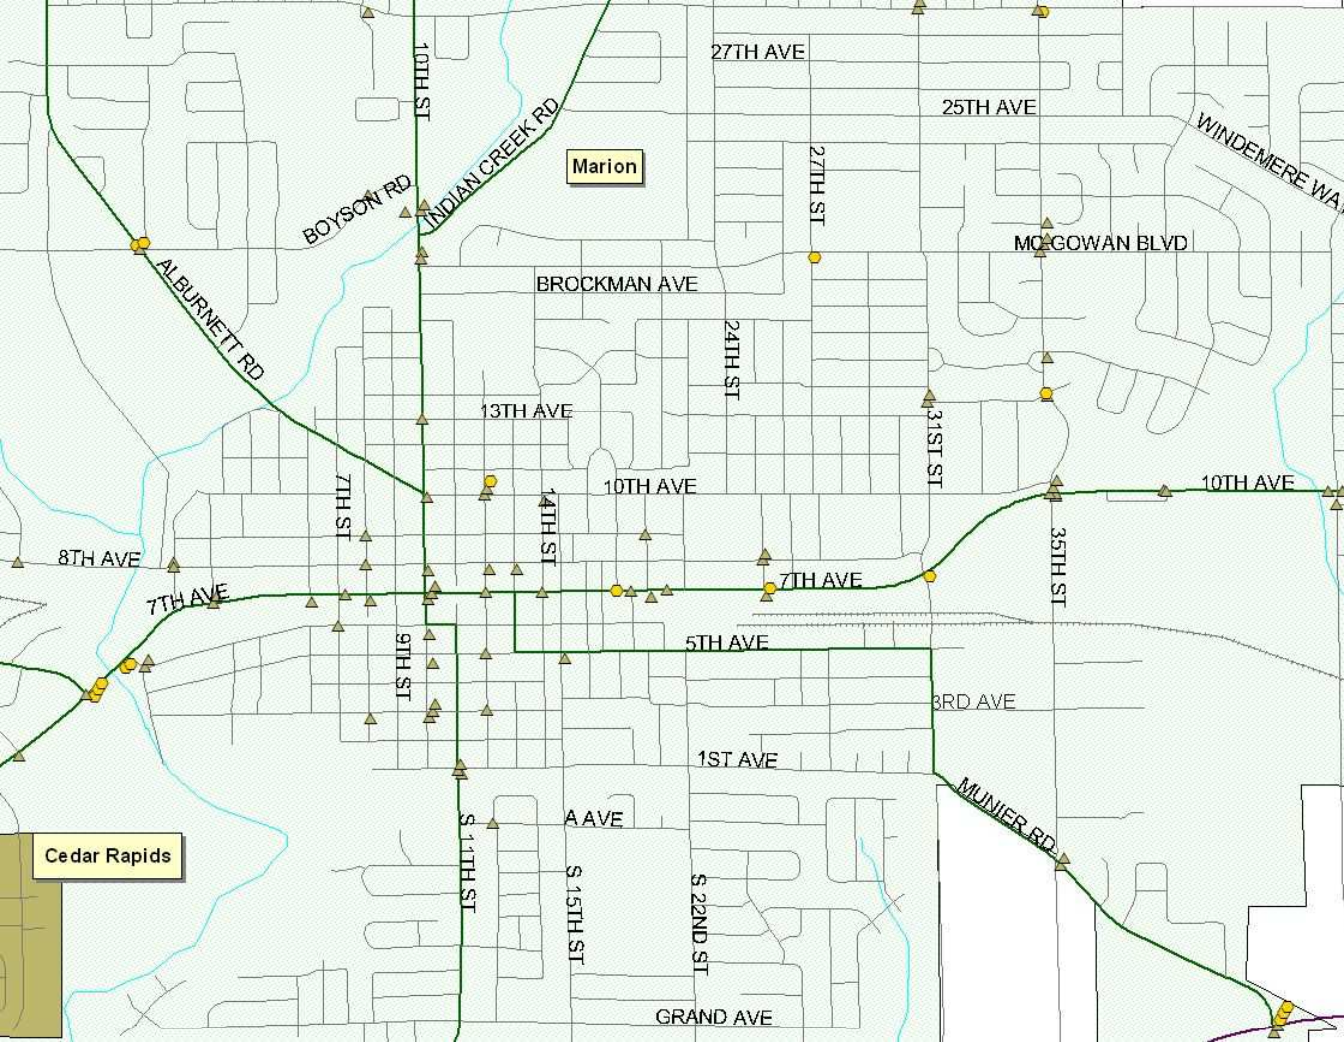 27TH AVE
10TH ST
25TH AVE
INDIAN CREEK RD
WINDEMERE WA
Marion
27TH ST
BOYSON RD
MCGOWAN BLVD
ALBURNETT RD
BROCKMAN AVE
24TH ST
13TH AVE
31ST ST
7TH ST
14TH ST
10TH AVE
10TH AVE
8TH AVE
35TH ST
7TH AVE
7TH AVE
9TH ST
5TH AVE
3RD AVE
1ST AVE
MUNIER RD
S 11TH ST
A AVE
Cedar Rapids
S 15TH ST
S 22ND ST
GRAND AVE